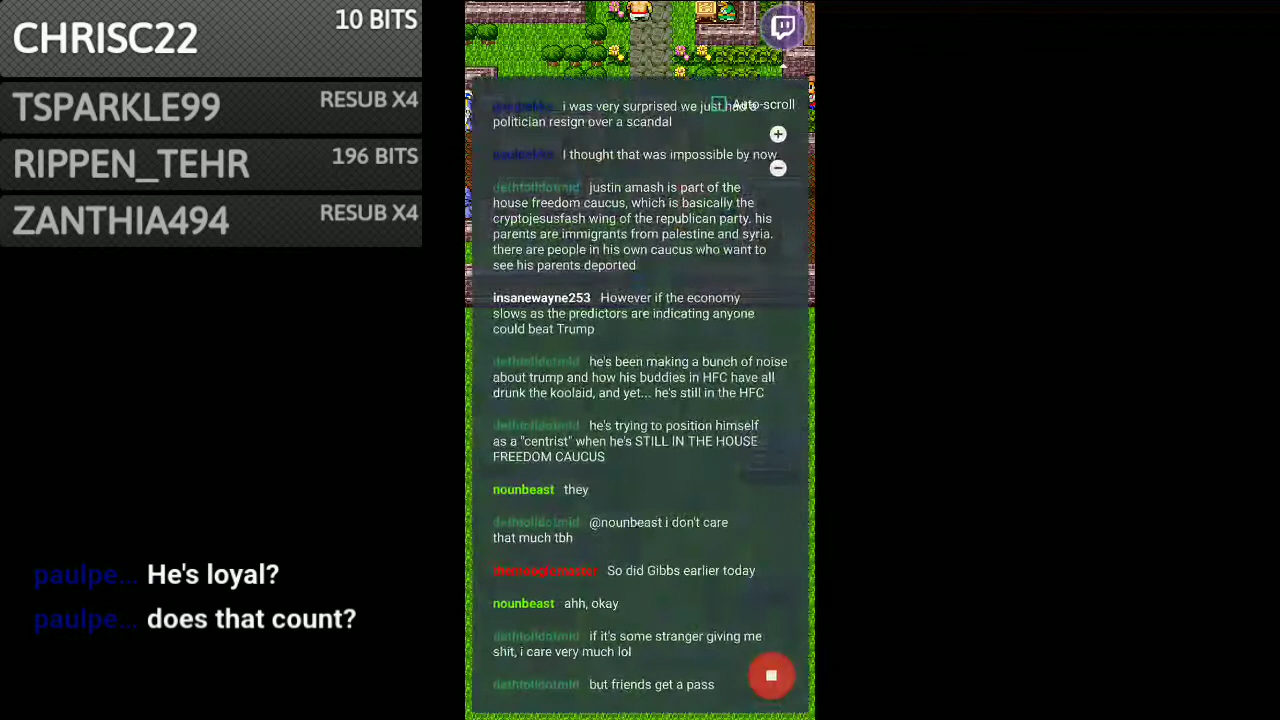 CHRISC22 10 BITS
TSPARKLE99 RESUB X4
RIPPEN_TEHR 196 BITS
ZANTHIA494 RESUB X4
paulpe... He's loyal?
paulpe... does that count?
Auto-scroll
i was very surprised we just had a
politician resign over a scandal
I thought that was impossible by now
justin amash is part of the
house freedom caucus, which is basically the
cryptojesusfash wing of the republican party. his
parents are immigrants from palestine and syria.
there are people in his own caucus who want to
see his parents deported
insanewayne253 However if the economy
slows as the predictors are indicating anyone
could beat Trump
he's been making a bunch of noise
about trump and how his buddies in HFC have all
drunk the koolaid, and yet... he's still in the HFC
he's trying to position himself
as a "centrist" when he's STILL IN THE HOUSE
FREEDOM CAUCUS
nounbeast they
@nounbeast i don't care
that much tbh
So did Gibbs earlier today
nounbeast ahh, okay
if it's some stranger giving me
shit, i care very much lol
but friends get a pass